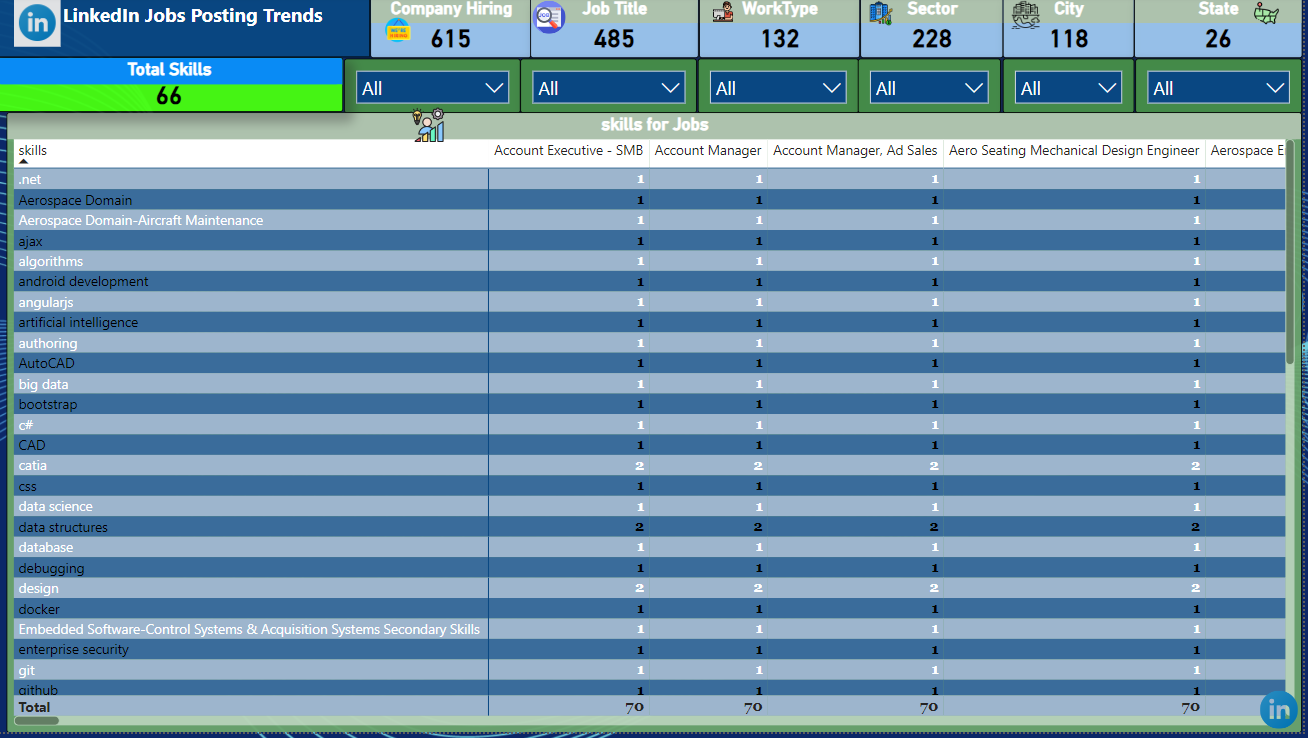 in LinkedIn Jobs Posting Trends
Company Hiring Job Title WorkType Sector City State
WE'RE HIRING 615 485 132 228 118 26
Total Skills
66
All All All All All All
skills for Jobs
skills Account Executive - SMB Account Manager Account Manager, Ad Sales Aero Seating Mechanical Design Engineer Aerospace E
.net 1 1 1 1
Aerospace Domain 1 1 1 1
Aerospace Domain-Aircraft Maintenance 1 1 1 1
ajax 1 1 1 1
algorithms 1 1 1 1
android development 1 1 1 1
angularjs 1 1 1 1
artificial intelligence 1 1 1 1
authoring 1 1 1 1
AutoCAD 1 1 1 1
big data 1 1 1 1
bootstrap 1 1 1 1
c# 1 1 1 1
CAD 1 1 1 1
catia 2 2 2 2
css 1 1 1 1
data science 1 1 1 1
data structures 2 2 2 2
database 1 1 1 1
debugging 1 1 1 1
design 2 2 2 2
docker 1 1 1 1
Embedded Software-Control Systems & Acquisition Systems Secondary Skills 1 1 1 1
enterprise security 1 1 1 1
git 1 1 1 1
github 1 1 1 1
Total 70 70 70 70
in